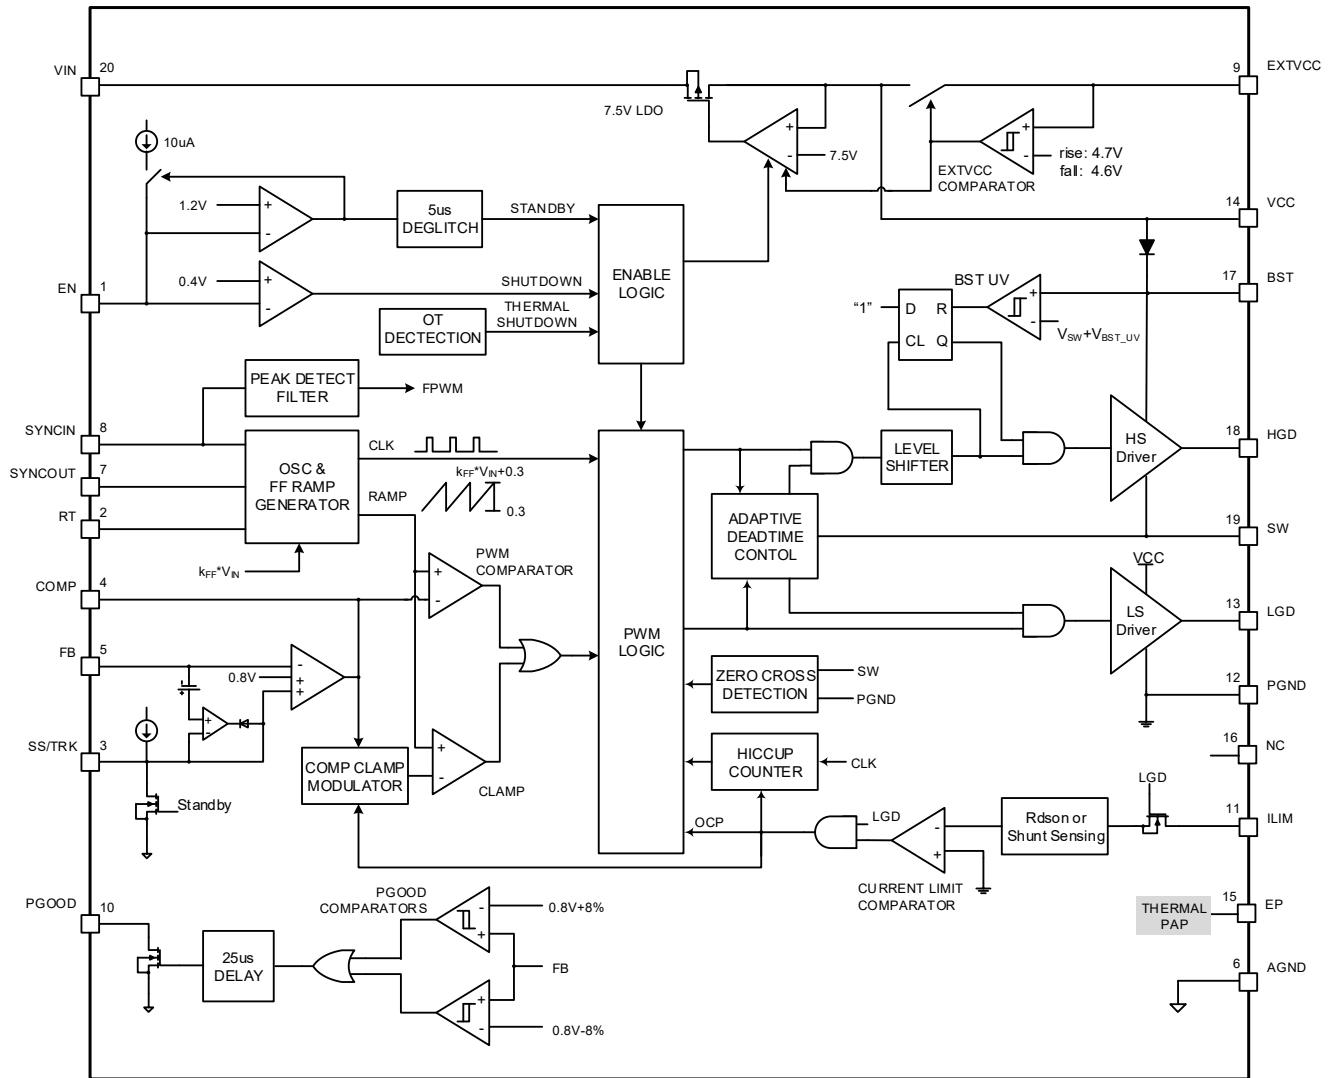 VIN
20
9
EXTVCC
7.5V LDO
10uA
+
-
7.5V
+
-
rise: 4.7V
fall: 4.6V
EXTVCC
COMPARATOR
1.2V
+
-
5us
DEGLITCH
STANDBY
14
VCC
EN
1
0.4V
+
-
SHUTDOWN
THERMAL
SHUTDOWN
OT
DECTECTION
ENABLE
LOGIC
BST UV
"1"
D
R
CL
Q
+
-
VSW+VBST_UV
17
BST
PEAK DETECT
FILTER
FPWM
SYNCIN
8
SYNCOUT
7
RT
2
OSC &
FF RAMP
GENERATOR
CLK
kFF*VIN+0.3
RAMP
0.3
kFF*VIN
LEVEL
SHIFTER
HS
Driver
18
HGD
ADAPTIVE
DEADTIME
CONTOL
19
SW
COMP
4
+
-
PWM
COMPARATOR
VCC
LS
Driver
13
LGD
FB
5
0.8V
-
+
+
+
-
+
PWM
LOGIC
ZERO CROSS
DETECTION
SW
PGND
12
PGND
SS/TRK
3
Standby
COMP CLAMP
MODULATOR
+
-
CLAMP
HICCUP
COUNTER
CLK
16
NC
OCP
LGD
-
+
CURRENT LIMIT
COMPARATOR
Rdson or
Shunt Sensing
LGD
11
ILIM
PGOOD
10
25us
DELAY
PGOOD
COMPARATORS
-
+
0.8V+8%
FB
+
-
0.8V-8%
THERMAL
PAP
15
EP
6
AGND